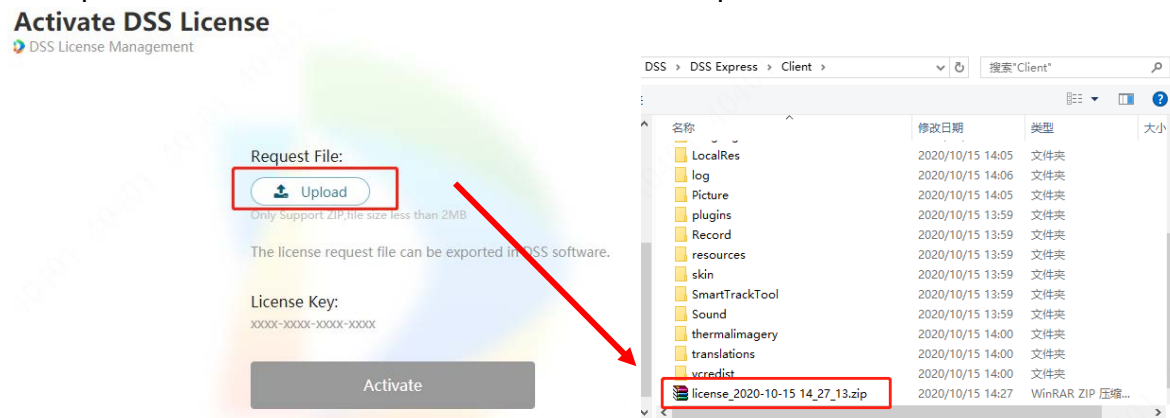 Activate DSS License
DSS License Management
Request File:
Upload
Only Support ZIP,file size less than 2MB
The license request file can be exported in DSS software.
License Key:
xxxx-xxxx-xxxx-xxxx
Activate
DSS › DSS Express › Client ›
搜索"Client"
名称 修改日期 类型 大小
LocalRes 2020/10/15 14:05 文件夹
log 2020/10/15 14:06 文件夹
Picture 2020/10/15 14:05 文件夹
plugins 2020/10/15 13:59 文件夹
Record 2020/10/15 13:59 文件夹
resources 2020/10/15 13:59 文件夹
skin 2020/10/15 13:59 文件夹
SmartTrackTool 2020/10/15 13:59 文件夹
Sound 2020/10/15 13:59 文件夹
thermalimagery 2020/10/15 14:00 文件夹
translations 2020/10/15 14:00 文件夹
vcredist 2020/10/15 14:00 文件夹
license_2020-10-15 14_27_13.zip 2020/10/15 14:27 WinRAR ZIP 压缩...